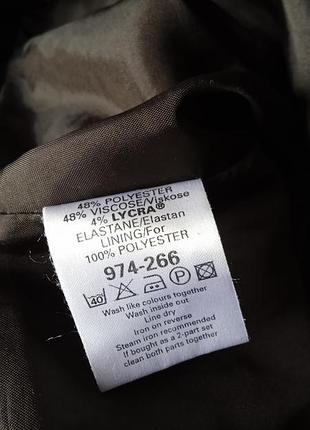 48% POLYESTER
48% VISCOSE/Viskose
4% LYCRA®
ELASTANE/Elastan
LINING/For
100% POLYESTER
974-266
40 P
Wash like colours together
Wash inside out
Line dry
Iron on reverse
Steam iron recommended
If bought as a 2-part set
clean both parts together